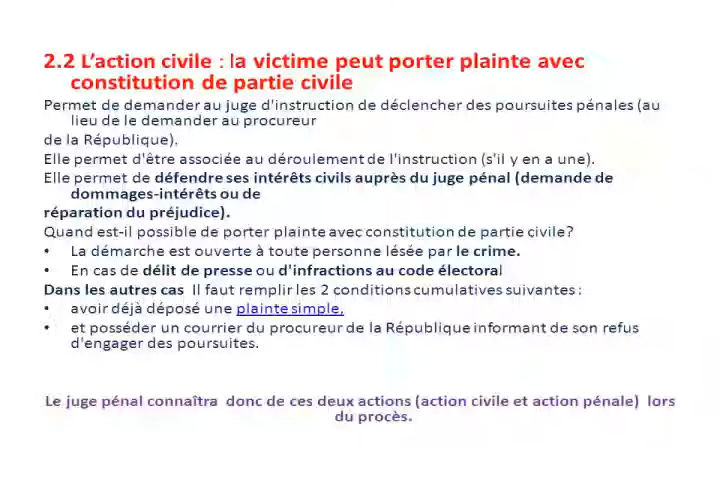 2.2 L’action civile : la victime peut porter plainte avec
constitution de partie civile
Permet de demander au juge d'instruction de déclencher des poursuites pénales (au
lieu de le demander au procureur
de la République).
Elle permet d'être associée au déroulement de l'instruction (s'il y en a une).
Elle permet de défendre ses intérêts civils auprès du juge pénal (demande de
dommages-intérêts ou de
réparation du préjudice).
Quand est-il possible de porter plainte avec constitution de partie civile?
• La démarche est ouverte à toute personne lésée par le crime.
• En cas de délit de presse ou d'infractions au code électoral
Dans les autres cas Il faut remplir les 2 conditions cumulatives suivantes :
• avoir déjà déposé une plainte simple,
• et posséder un courrier du procureur de la République informant de son refus
d'engager des poursuites.
Le juge pénal connaîtra donc de ces deux actions (action civile et action pénale) lors
du procès.